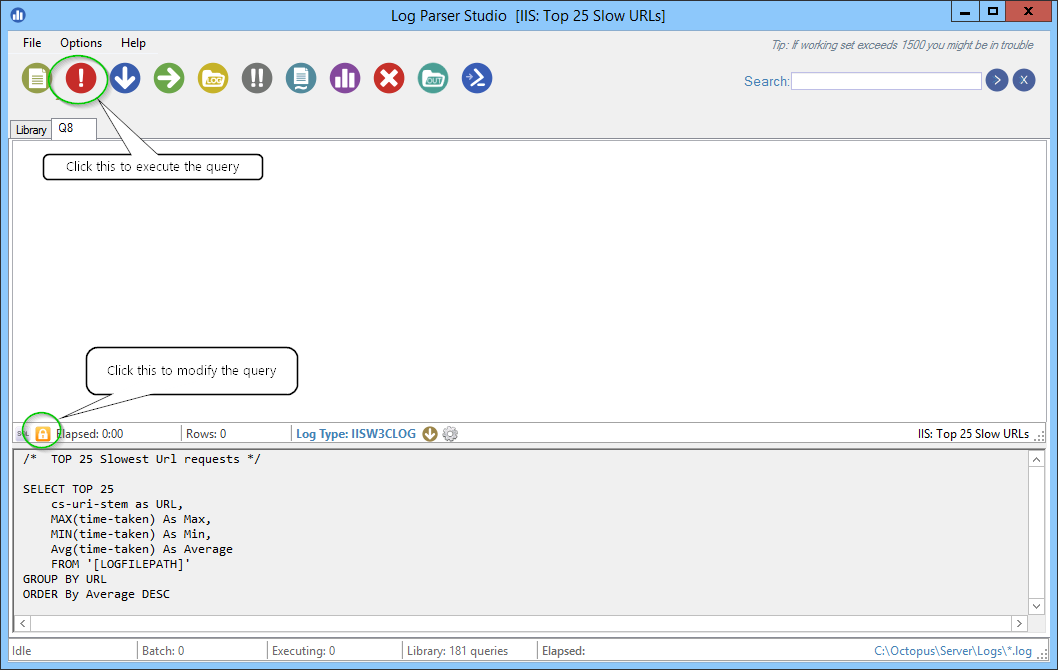 Log Parser Studio  [IIS: Top 25 Slow URLs]
File Options Help
Tip: If working set exceeds 1500 you might be in trouble
LOG OUT
Search: > X
Library Q8
Click this to execute the query
Click this to modify the query
SQL Elapsed: 0:00 Rows: 0 Log Type: IISW3CLOG IIS: Top 25 Slow URLs
/*  TOP 25 Slowest Url requests */
SELECT TOP 25
    cs-uri-stem as URL,
    MAX(time-taken) As Max,
    MIN(time-taken) As Min,
    Avg(time-taken) As Average
    FROM '[LOGFILEPATH]'
GROUP BY URL
ORDER By Average DESC
Idle Batch: 0 Executing: 0 Library: 181 queries Elapsed: C:\Octopus\Server\Logs\*.log